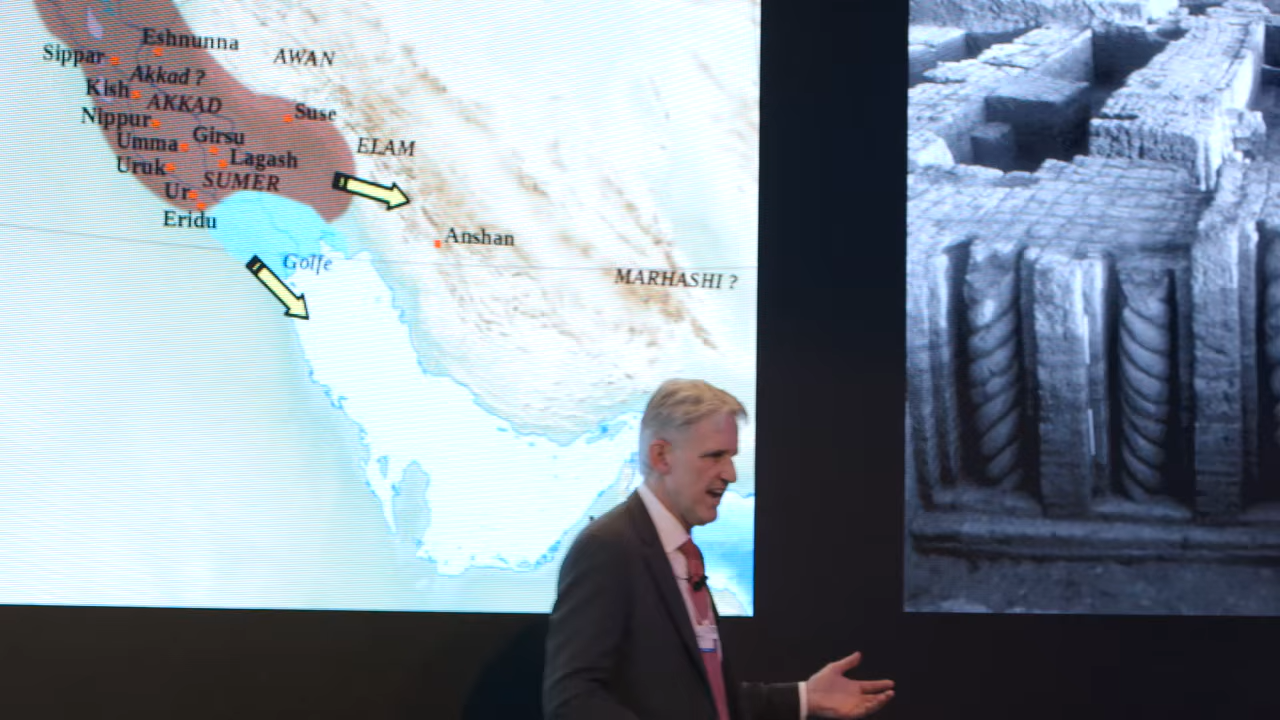 Eshnunna
Sippar
AWAN
Akkad ?
Kish
AKKAD
Suse
Nippur
Girsu
Umma
ELAM
Lagash
Uruk
SUMER
Ur
Eridu
Anshan
Golfe
MARHASHI ?